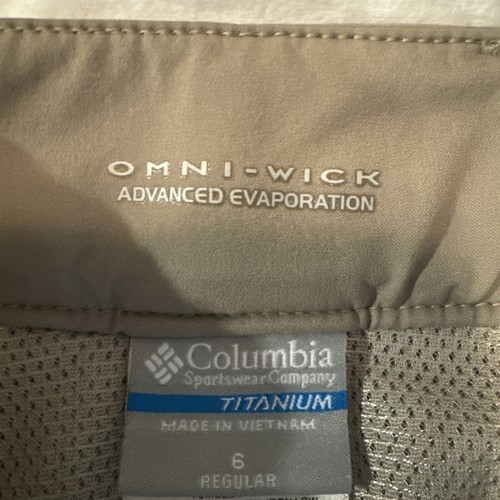 OMNI-WICK
ADVANCED EVAPORATION
Columbia
Sportswear Company
TITANIUM
MADE IN VIETNAM
6
REGULAR